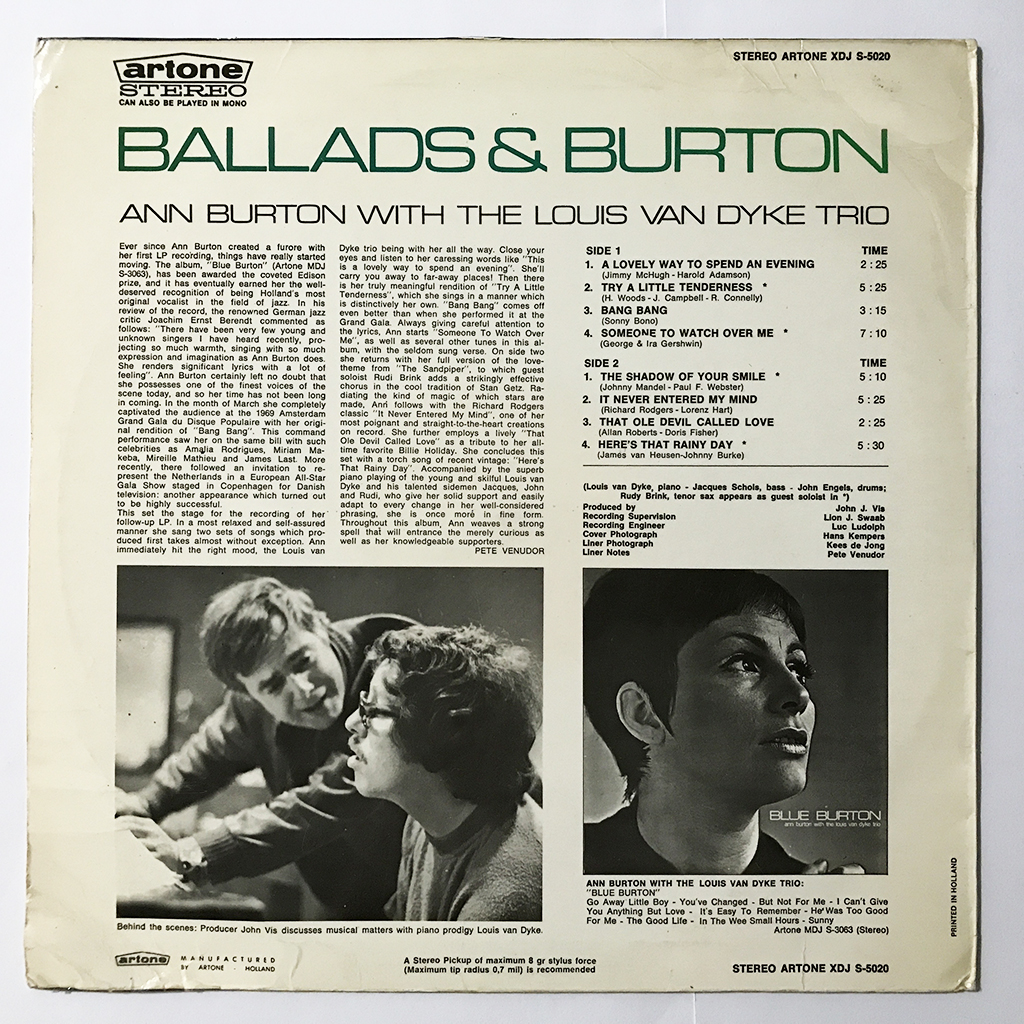 artone
STEREO
CAN ALSO BE PLAYED IN MONO
STEREO ARTONE XDJ S-5020
BALLADS & BURTON
ANN BURTON WITH THE LOUIS VAN DYKE TRIO
Ever since Ann Burton created a furore with
her first LP recording, things have really started
moving. The album, "Blue Burton" (Artone MDJ
S-3063), has been awarded the coveted Edison
prize, and it has eventually earned her the well-
deserved recognition of being Holland's most
original vocalist in the field of jazz. In his
review of the record, the renowned German jazz
critic Joachim Ernst Berendt commented as
follows: "There have been very few young and
unknown singers I have heard recently, pro-
jecting so much warmth, singing with so much
expression and imagination as Ann Burton does.
She renders significant lyrics with a lot of
feeling". Ann Burton certainly left no doubt that
she possesses one of the finest voices of the
scene today, and so her time has not been long
in coming. In the month of March she completely
captivated the audience at the 1969 Amsterdam
Grand Gala du Disque Populaire with her origi-
nal rendition of "Bang Bang". This command
performance saw her on the same bill with such
celebrities as Amalia Rodrigues, Miriam Ma-
keba, Mireille Mathieu and James Last. More
recently, there followed an invitation to re-
present the Netherlands in a European All-Star
Gala Show staged in Copenhagen for Danish
television: another appearance which turned out
to be highly successful.
This set the stage for the recording of her
follow-up LP. In a most relaxed and self-assured
manner she sang two sets of songs which pro-
duced first takes almost without exception. Ann
immediately hit the right mood, the Louis van
Dyke trio being with her all the way. Close your
eyes and listen to her caressing words like "This
is a lovely way to spend an evening". She'll
carry you away to far-away places! Then there
is her truly meaningful rendition of "Try A Little
Tenderness", which she sings in a manner which
is distinctively her own. "Bang Bang" comes off
even better than when she performed it at the
Grand Gala. Always giving careful attention to
the lyrics, Ann starts "Someone To Watch Over
Me", as well as several other tunes in this al-
bum, with the seldom sung verse. On side two
she returns with her full version of the love-
theme from "The Sandpiper", to which guest
soloist Rudi Brink adds a strikingly effective
chorus in the cool tradition of Stan Getz. Ra-
diating the kind of magic of which stars are
made, Ann follows with the Richard Rodgers
classic "It Never Entered My Mind", one of her
most poignant and straight-to-the-heart creations
on record. She further employs a lively "That
Ole Devil Called Love" as a tribute to her all-
time favorite Billie Holiday. She concludes this
set with a torch song of recent vintage: "Here's
That Rainy Day". Accompanied by the superb
piano playing of the young and skilful Louis van
Dyke and his talented sidemen Jacques, John
and Rudi, who give her solid support and easily
adapt to every change in her well-considered
phrasing, she is once more in fine form.
Throughout this album, Ann weaves a strong
spell that will entrance the merely curious as
well as her knowledgeable supporters.
PETE VENUDOR
SIDE 1 TIME
1. A LOVELY WAY TO SPEND AN EVENING 2 : 25
(Jimmy McHugh - Harold Adamson)
2. TRY A LITTLE TENDERNESS * 5 : 25
(H. Woods - J. Campbell - R. Connelly)
3. BANG BANG 3 : 15
(Sonny Bono)
4. SOMEONE TO WATCH OVER ME * 7 : 10
(George & Ira Gershwin)
SIDE 2 TIME
1. THE SHADOW OF YOUR SMILE * 5 : 10
(Johnny Mandel - Paul F. Webster)
2. IT NEVER ENTERED MY MIND 5 : 25
(Richard Rodgers - Lorenz Hart)
3. THAT OLE DEVIL CALLED LOVE 2 : 25
(Allan Roberts - Doris Fisher)
4. HERE'S THAT RAINY DAY * 5 : 30
(James van Heusen-Johnny Burke)
(Louis van Dyke, piano - Jacques Schols, bass - John Engels, drums;
Rudy Brink, tenor sax appears as guest soloist in *)
Produced by John J. Vis
Recording Supervision Lion J. Swaab
Recording Engineer Luc Ludolph
Cover Photograph Hans Kempers
Liner Photograph Kees de Jong
Liner Notes Pete Venudor
BLUE BURTON
ann burton with the louis van dyke trio
Behind the scenes: Producer John Vis discusses musical matters with piano prodigy Louis van Dyke.
ANN BURTON WITH THE LOUIS VAN DYKE TRIO:
"BLUE BURTON"
Go Away Little Boy - You've Changed - But Not For Me - I Can't Give
You Anything But Love - It's Easy To Remember - He Was Too Good
For Me - The Good Life - In The Wee Small Hours - Sunny
Artone MDJ S-3063 (Stereo)
PRINTED IN HOLLAND
artone
MANUFACTURED
BY ARTONE - HOLLAND
A Stereo Pickup of maximum 8 gr stylus force
(Maximum tip radius 0,7 mil) is recommended
STEREO ARTONE XDJ S-5020